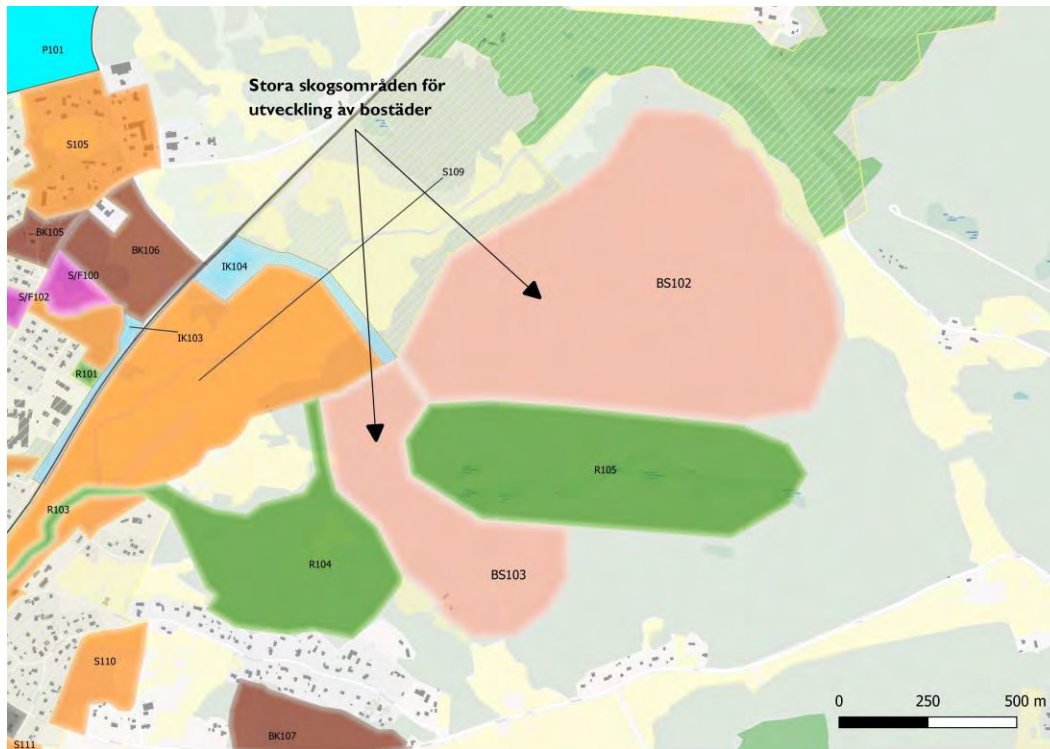 P101
Stora skogsområden för
utveckling av bostäder
S105
S109
BK105
BK106
IK104
S/F100
BS102
S/F102
IK103
R101
R105
R103
R104
BS103
S110
0 250 500 m
BK107
S111